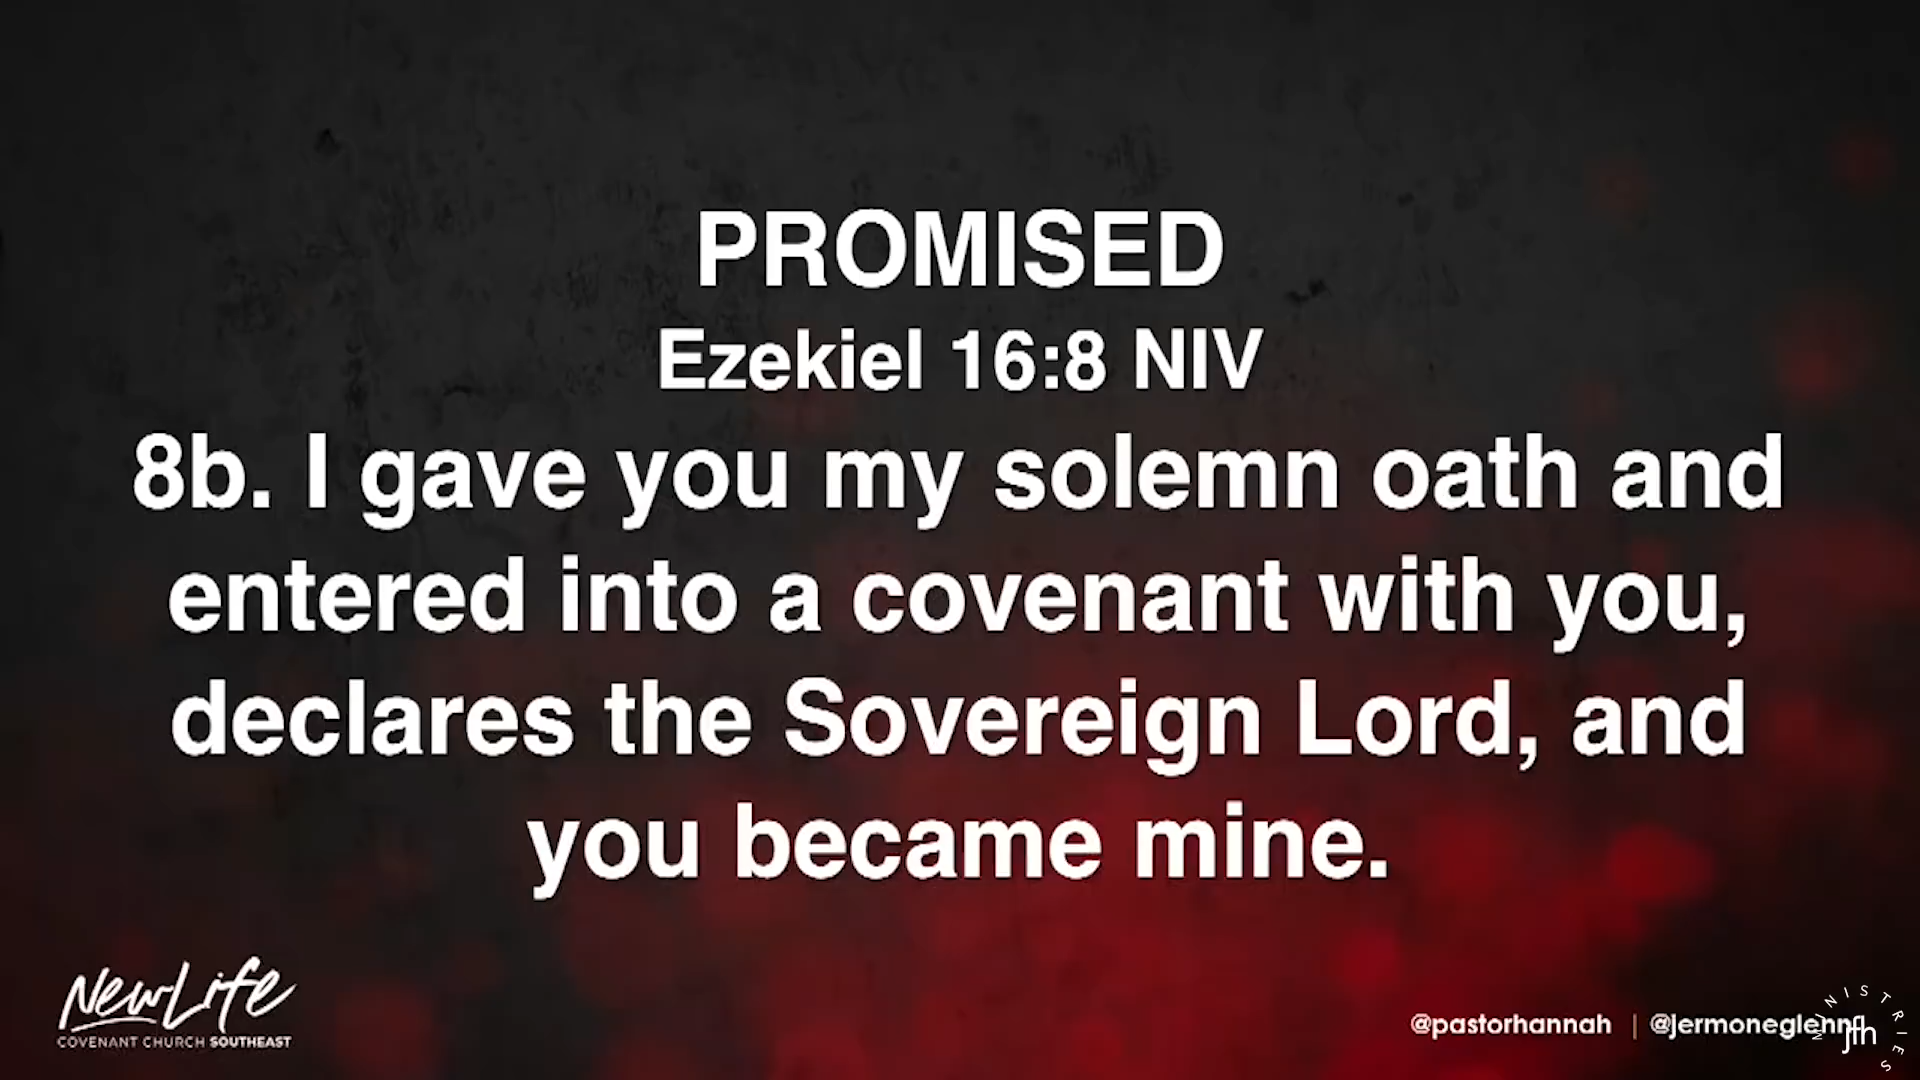 PROMISED
Ezekiel 16:8 NIV
8b. I gave you my solemn oath and
entered into a covenant with you,
declares the Sovereign Lord, and
you became mine.
NewLife
COVENANT CHURCH SOUTHEAST
@pastorhannah | @jermoneglenn
MINISTRIES
jfh